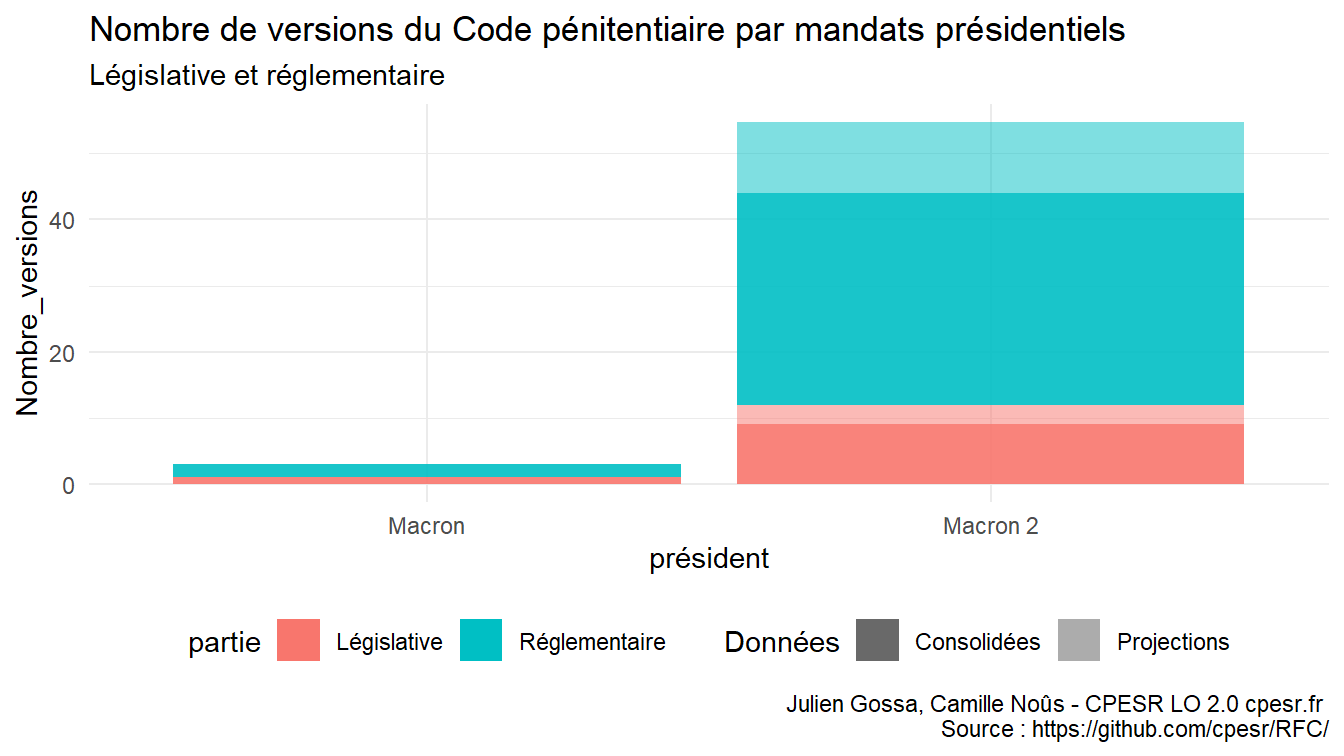 Nombre de versions du Code pénitentiaire par mandats présidentiels
Législative et réglementaire
Nombre_versions
40
20
0
Macron
Macron 2
président
partie Législative Réglementaire Données Consolidées Projections
Julien Gossa, Camille Noûs - CPESR LO 2.0 cpesr.fr
Source : https://github.com/cpesr/RFC/